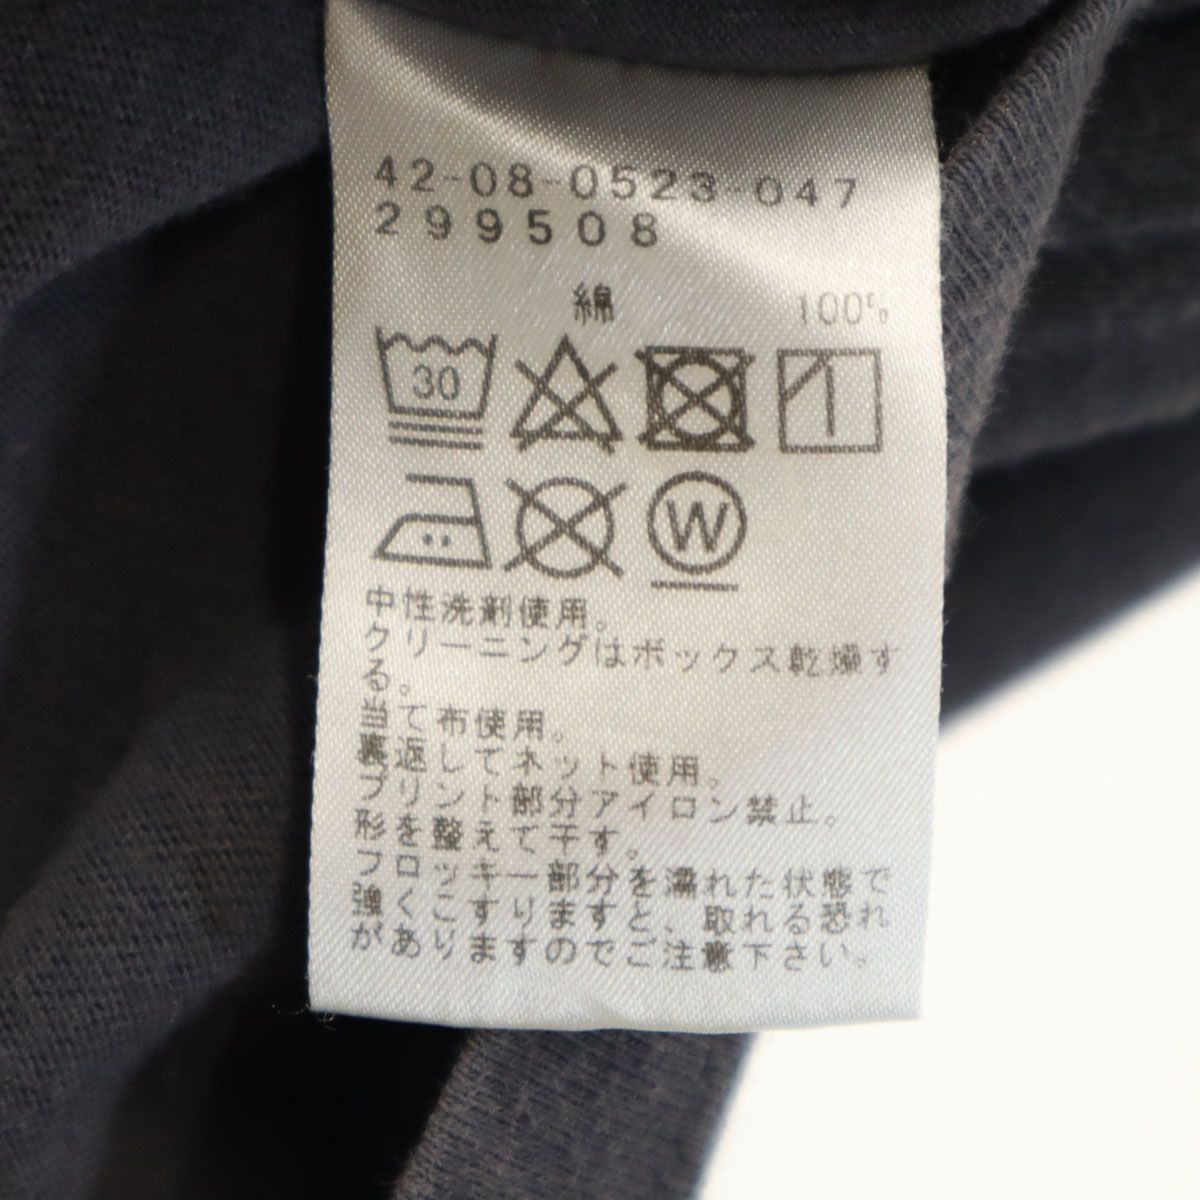 42-08-0523-047
299508
綿 100%
30
W
中性洗剤使用。
クリーニングはボックス乾燥す
る。
当て布使用。
裏返してネット使用。
プリント部分アイロン禁止。
形を整えて干す。
フロッキー部分を濡れた状態で
強くこすりますと、取れる恐れ
がありますのでご注意下さい。